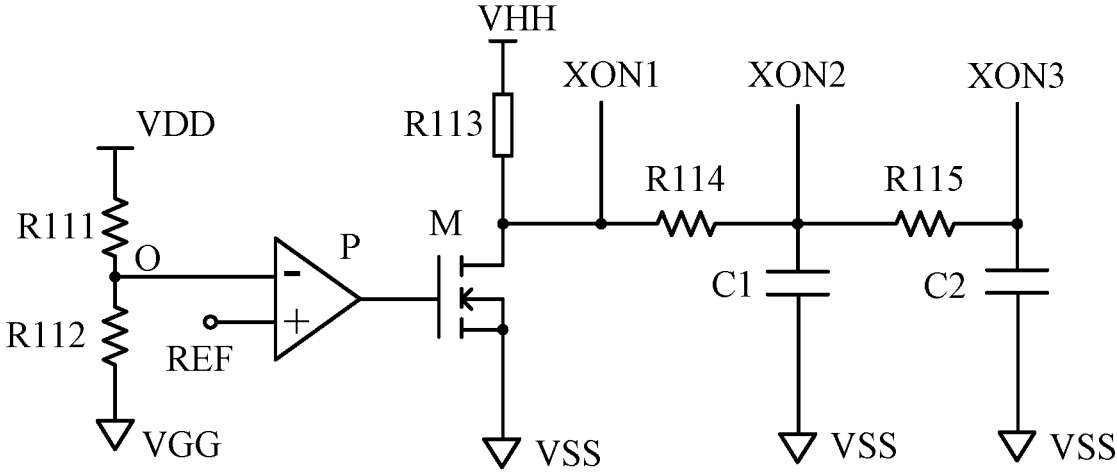 VHH
XON1
XON2
XON3
R113
VDD
R114
R115
R111
M
O
P
-
C1
C2
R112
+
REF
VGG
VSS
VSS
VSS